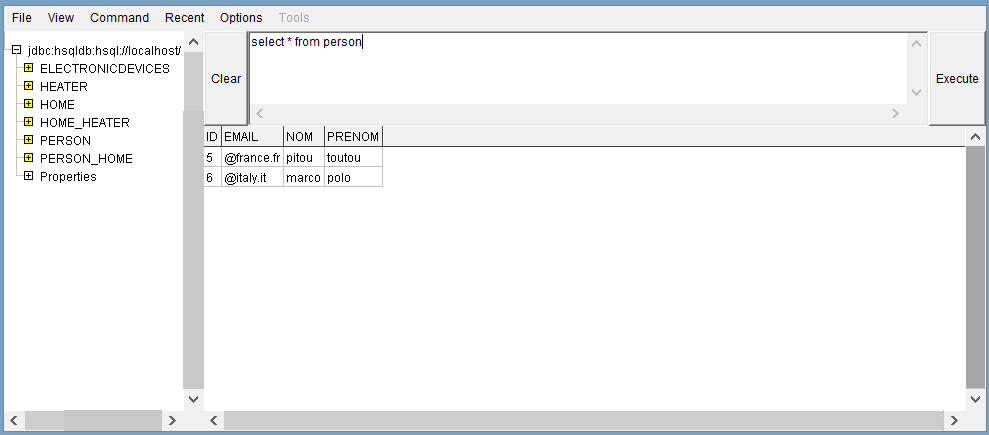 File View Command Recent Options Tools
jdbc:hsqldb:hsql://localhost/
ELECTRONICDEVICES
HEATER
HOME
HOME_HEATER
PERSON
PERSON_HOME
Properties
Clear
select * from person
Execute
ID EMAIL NOM PRENOM
5 @france.fr pitou toutou
6 @italy.it marco polo